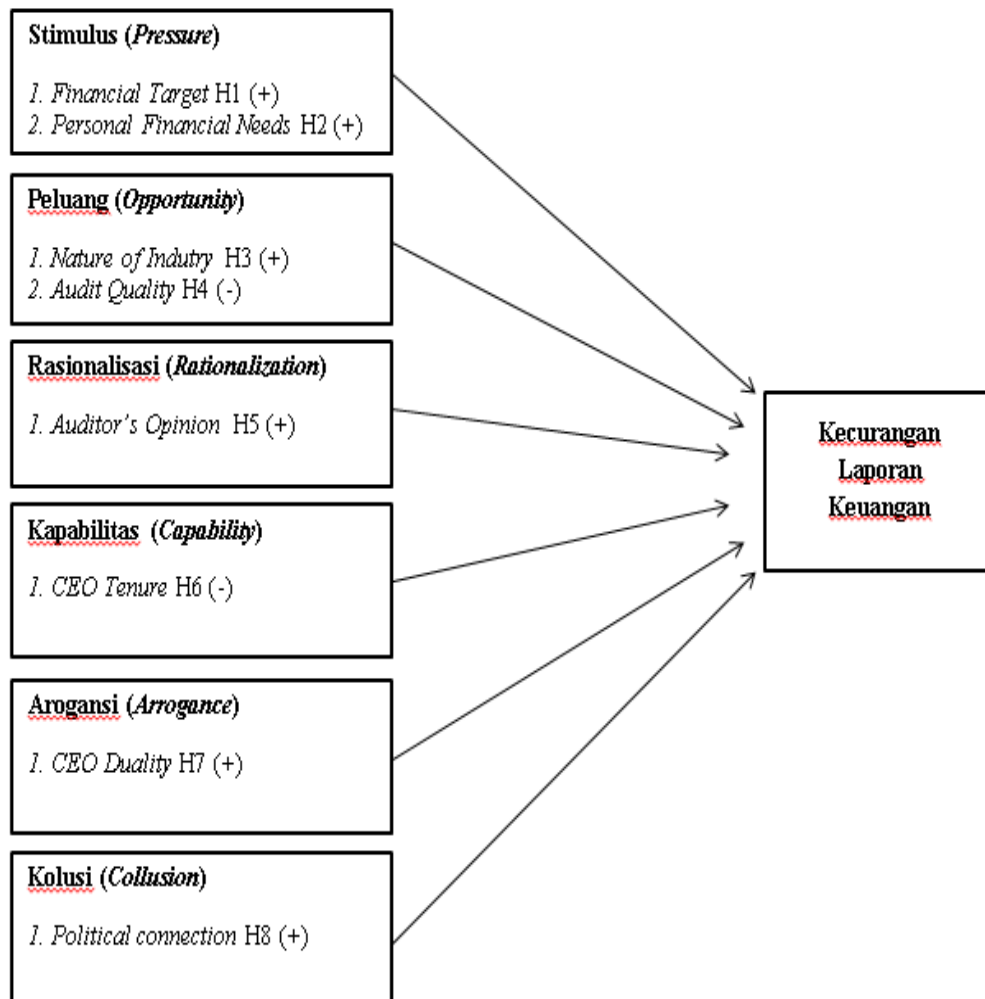 Stimulus (Pressure)
1. Financial Target H1 (+)
2. Personal Financial Needs H2 (+)
Peluang (Opportunity)
1. Nature of Indutry H3 (+)
2. Audit Quality H4 (-)
Rasionalisasi (Rationalization)
1. Auditor's Opinion H5 (+)
Kapabilitas (Capability)
1. CEO Tenure H6 (-)
Arogansi (Arrogance)
1. CEO Duality H7 (+)
Kolusi (Collusion)
1. Political connection H8 (+)
Kecurangan
Laporan
Keuangan